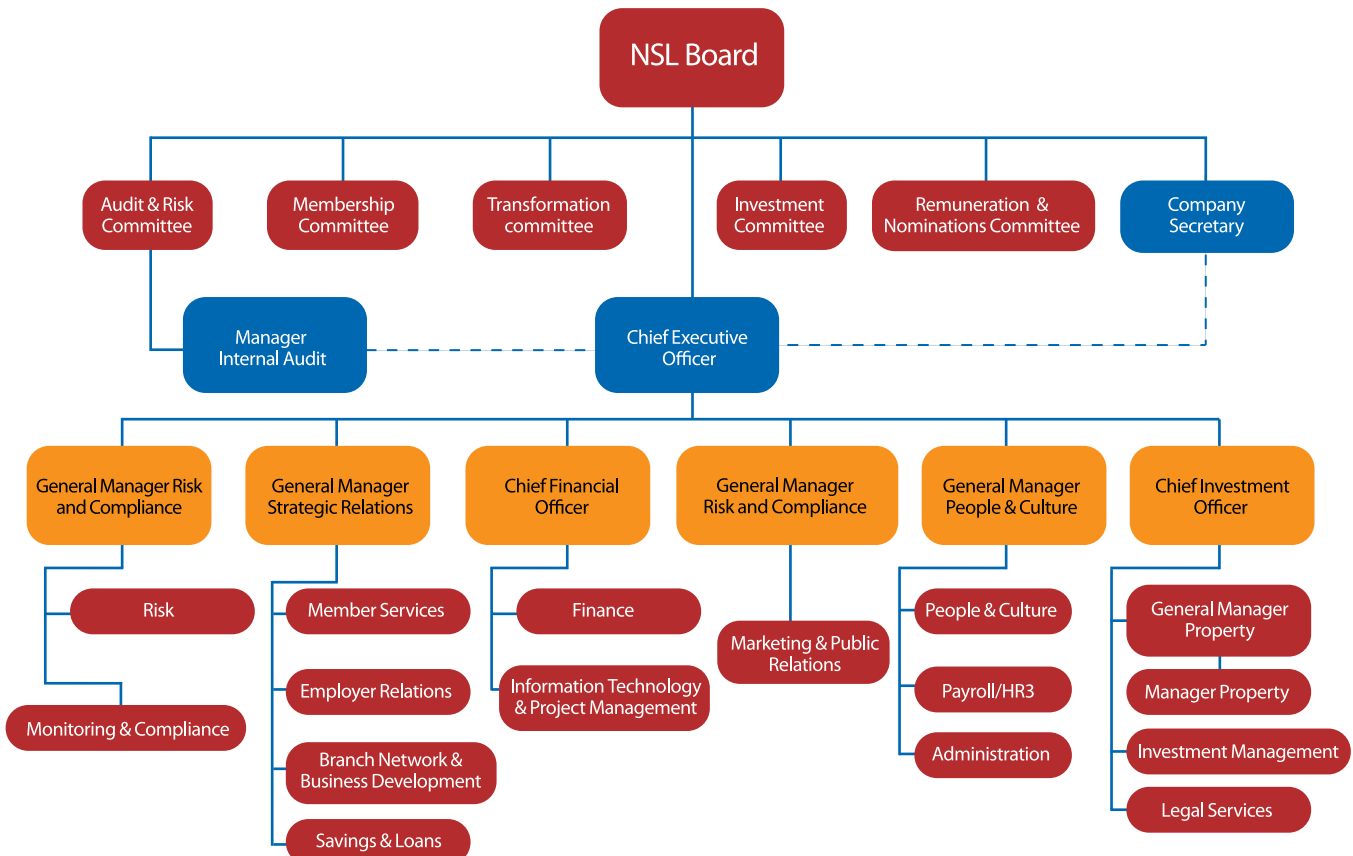 NSL Board
Audit & Risk
Committee
Membership
Committee
Transformation
committee
Investment
Committee
Remuneration &
Nominations Committee
Company
Secretary
Manager
Internal Audit
Chief Executive
Officer
General Manager Risk
and Compliance
General Manager
Strategic Relations
Chief Financial
Officer
General Manager
Risk and Compliance
General Manager
People & Culture
Chief Investment
Officer
Risk
Monitoring & Compliance
Member Services
Employer Relations
Branch Network &
Business Development
Savings & Loans
Finance
Information Technology
& Project Management
Marketing & Public
Relations
People & Culture
Payroll/HR3
Administration
General Manager
Property
Manager Property
Investment Management
Legal Services